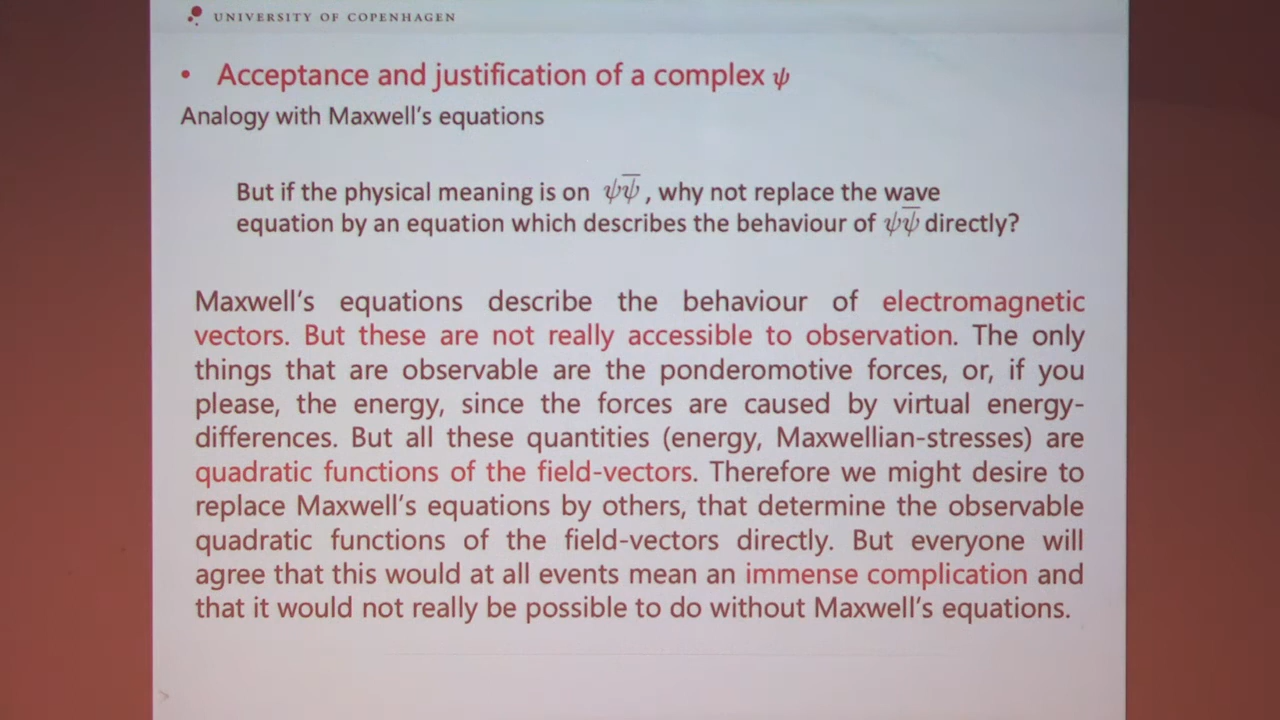 UNIVERSITY OF COPENHAGEN
• Acceptance and justification of a complex ψ
Analogy with Maxwell's equations
But if the physical meaning is on ψψ̅ , why not replace the wave
equation by an equation which describes the behaviour of ψψ̅ directly?
Maxwell's equations describe the behaviour of electromagnetic
vectors. But these are not really accessible to observation. The only
things that are observable are the ponderomotive forces, or, if you
please, the energy, since the forces are caused by virtual energy-
differences. But all these quantities (energy, Maxwellian-stresses) are
quadratic functions of the field-vectors. Therefore we might desire to
replace Maxwell's equations by others, that determine the observable
quadratic functions of the field-vectors directly. But everyone will
agree that this would at all events mean an immense complication and
that it would not really be possible to do without Maxwell's equations.